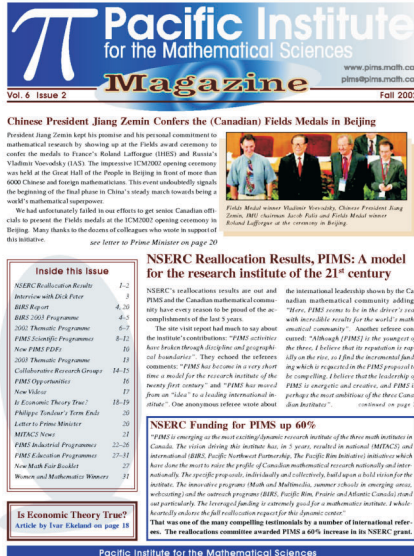 π Pacific Institute
for the Mathematical Sciences
www.pims.math.ca
pims@pims.math.ca
Magazine
Vol. 6 Issue 2
Fall 2002
Chinese President Jiang Zemin Confers the (Canadian) Fields Medals in Beijing
President Jiang Zemin kept his promise and his personal commitment to
mathematical research by showing up at the Fields award ceremony to
confer the medals to France's Roland Lafforgue (IHES) and Russia's
Vladimir Voevodsky (IAS). The impressive ICM2002 opening ceremony
was held at the Great Hall of the People in Beijing in front of more than
6000 Chinese and foreign mathematicians. This event undoubtedly signals
the beginning of the final phase in China's steady march towards being a
world's mathematical superpower.
We had unfortunately failed in our efforts to get senior Canadian offi-
cials to present the Fields medals at the ICM2002 opening ceremony in
Beijing. Many thanks to the dozens of colleagues who wrote in support of
this initiative.
see letter to Prime Minister on page 20
Fields Medal winner Vladimir Voevodsky, Chinese President Jiang
Zemin, IMU chairman Jacob Palis and Fields Medal winner
Roland Lafforgue at the ceremony in Beijing.
Inside this issue
NSERC Reallocation Results 1–2
Interview with Dick Peter 3
BIRS Report 4, 20
BIRS 2003 Programme 4–5
2002 Thematic Programme 6–7
PIMS Scientific Programmes 8–12
New PIMS PDFs 10
2003 Thematic Programme 13
Collaborative Research Groups 14–15
PIMS Opportunities 16
New Videos 17
Is Economic Theory True? 18–19
Philippe Tondeur's Term Ends 20
Letter to Prime Minister 20
MITACS News 21
PIMS Industrial Programmes 22–26
PIMS Education Programmes 27–31
New Math Fair Booklet 27
Women and Mathematics Winners 31
Is Economic Theory True?
Article by Ivar Ekeland on page 18
NSERC Reallocation Results, PIMS: A model
for the research institute of the 21st century
NSERC's reallocations results are out and
PIMS and the Canadian mathematical commu-
nity have every reason to be proud of the ac-
complishments of the last 5 years.
The site visit report had much to say about
the institute's contributions: "PIMS activities
have broken through discipline and geographi-
cal boundaries". They echoed the referees
comments: "PIMS has become in a very short
time a model for the research institute of the
twenty first century" and "PIMS has moved
from an "idea" to a leading international in-
stitute". One anonymous referee wrote about
the international leadership shown by the Ca-
nadian mathematical community adding
"Here, PIMS seems to be in the driver's seat
with incredible results for the world's math-
ematical community". Another referee con-
cused: "Although [PIMS] is the youngest of
the three, I believe that its reputation is rap-
idly on the rise, so I find the incremental fund-
ing which is requested in the PIMS proposal to
be compelling. I believe that the leadership in
PIMS is energetic and creative, and PIMS is
perhaps the most ambitious of the three Cana-
dian Institutes".
continued on page
NSERC Funding for PIMS up 60%
"PIMS is emerging as the most exciting/dynamic research institute of the three math institutes in
Canada. The vision driving this institute has, in 5 years, resulted in national (MITACS) and
international (BIRS, Pacific Northwest Partnership, The Pacific Rim Initiative) initiatives which
have done the most to raise the profile of Canadian mathematical research nationally and inter-
nationally. The specific proposals, individually and collectively, build upon a bold vision for the
institute. The innovative programs (Math and Multimedia, summer schools in emerging areas,
webcasting) and the outreach programs (BIRS, Pacific Rim, Prairie and Atlantic Canada) stand
out particularly. The leveraged funding is extremely good for a mathematics institute. I whole-
heartedly endorse the full reallocation request for this dynamic center."
That was one of the many compelling testimonials by a number of international refer-
ees. The reallocations committee awarded PIMS a 60% increase in its NSERC grant.
Pacific Institute for the Mathematical Sciences